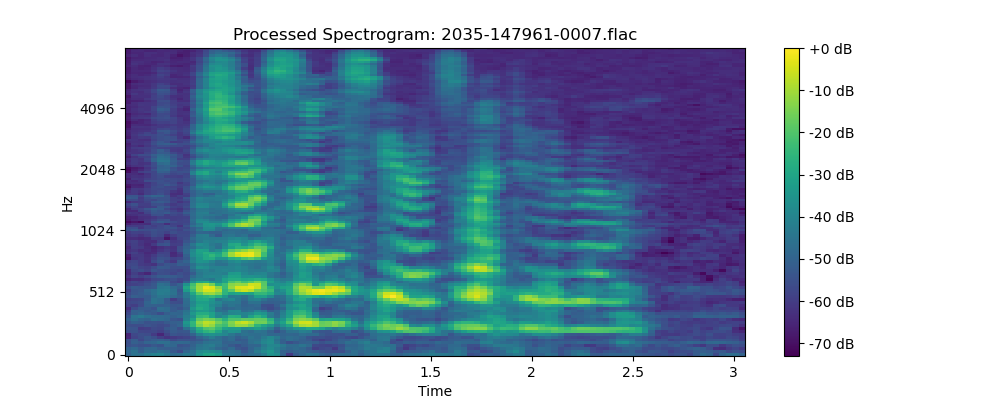 Processed Spectrogram: 2035-147961-0007.flac
Hz
4096
2048
1024
512
0
0
0.5
1
1.5
2
2.5
3
Time
+0 dB
-10 dB
-20 dB
-30 dB
-40 dB
-50 dB
-60 dB
-70 dB